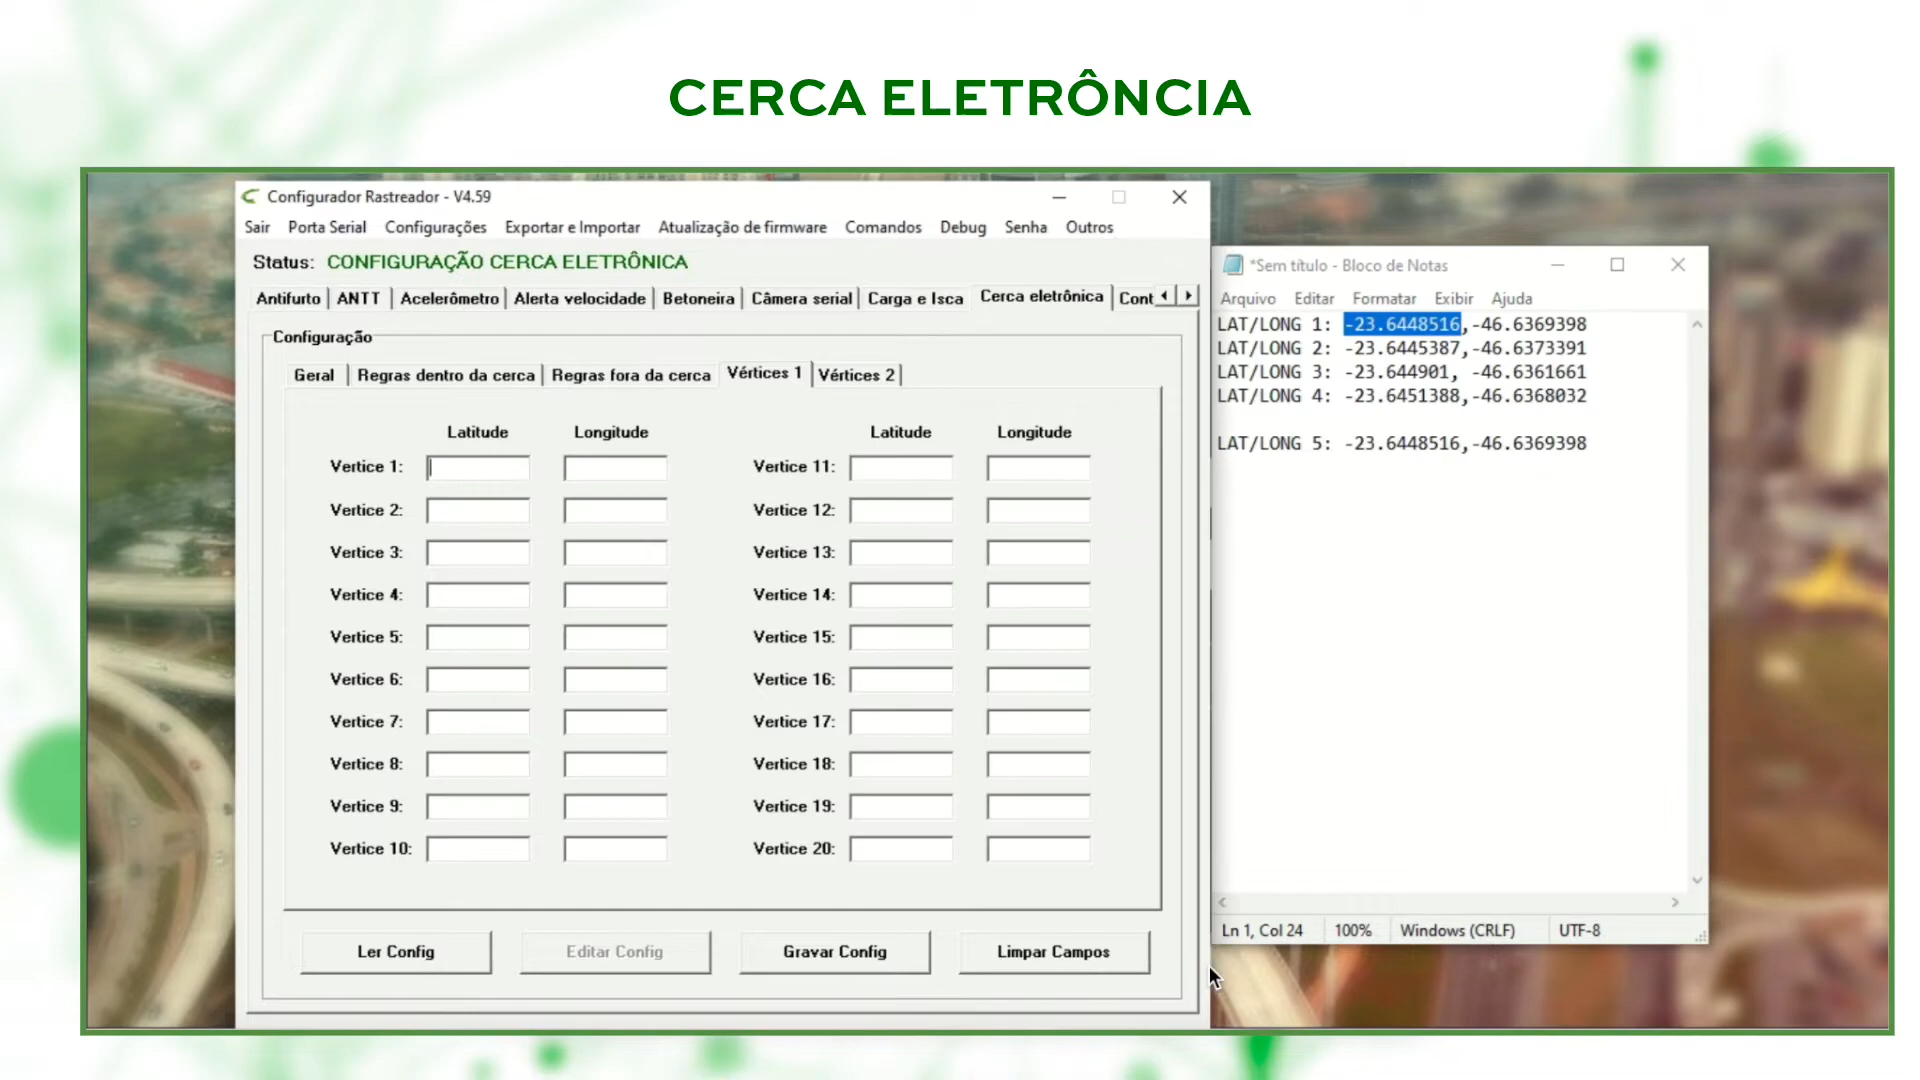 CERCA ELETRÔNCIA
Configurador Rastreador - V4.59
Sair Porta Serial Configurações Exportar e Importar Atualização de firmware Comandos Debug Senha Outros
Status: CONFIGURAÇÃO CERCA ELETRÔNICA
Antifurto ANTT Acelerômetro Alerta velocidade Betoneira Câmera serial Carga e Isca Cerca eletrônica Cont
Configuração
Geral Regras dentro da cerca Regras fora da cerca Vértices 1 Vértices 2
Latitude Longitude Latitude Longitude
Vertice 1: Vertice 11:
Vertice 2: Vertice 12:
Vertice 3: Vertice 13:
Vertice 4: Vertice 14:
Vertice 5: Vertice 15:
Vertice 6: Vertice 16:
Vertice 7: Vertice 17:
Vertice 8: Vertice 18:
Vertice 9: Vertice 19:
Vertice 10: Vertice 20:
Ler Config Editar Config Gravar Config Limpar Campos
*Sem título - Bloco de Notas
Arquivo Editar Formatar Exibir Ajuda
LAT/LONG 1: -23.6448516,-46.6369398
LAT/LONG 2: -23.6445387,-46.6373391
LAT/LONG 3: -23.644901, -46.6361661
LAT/LONG 4: -23.6451388,-46.6368032
LAT/LONG 5: -23.6448516,-46.6369398
Ln 1, Col 24 100% Windows (CRLF) UTF-8